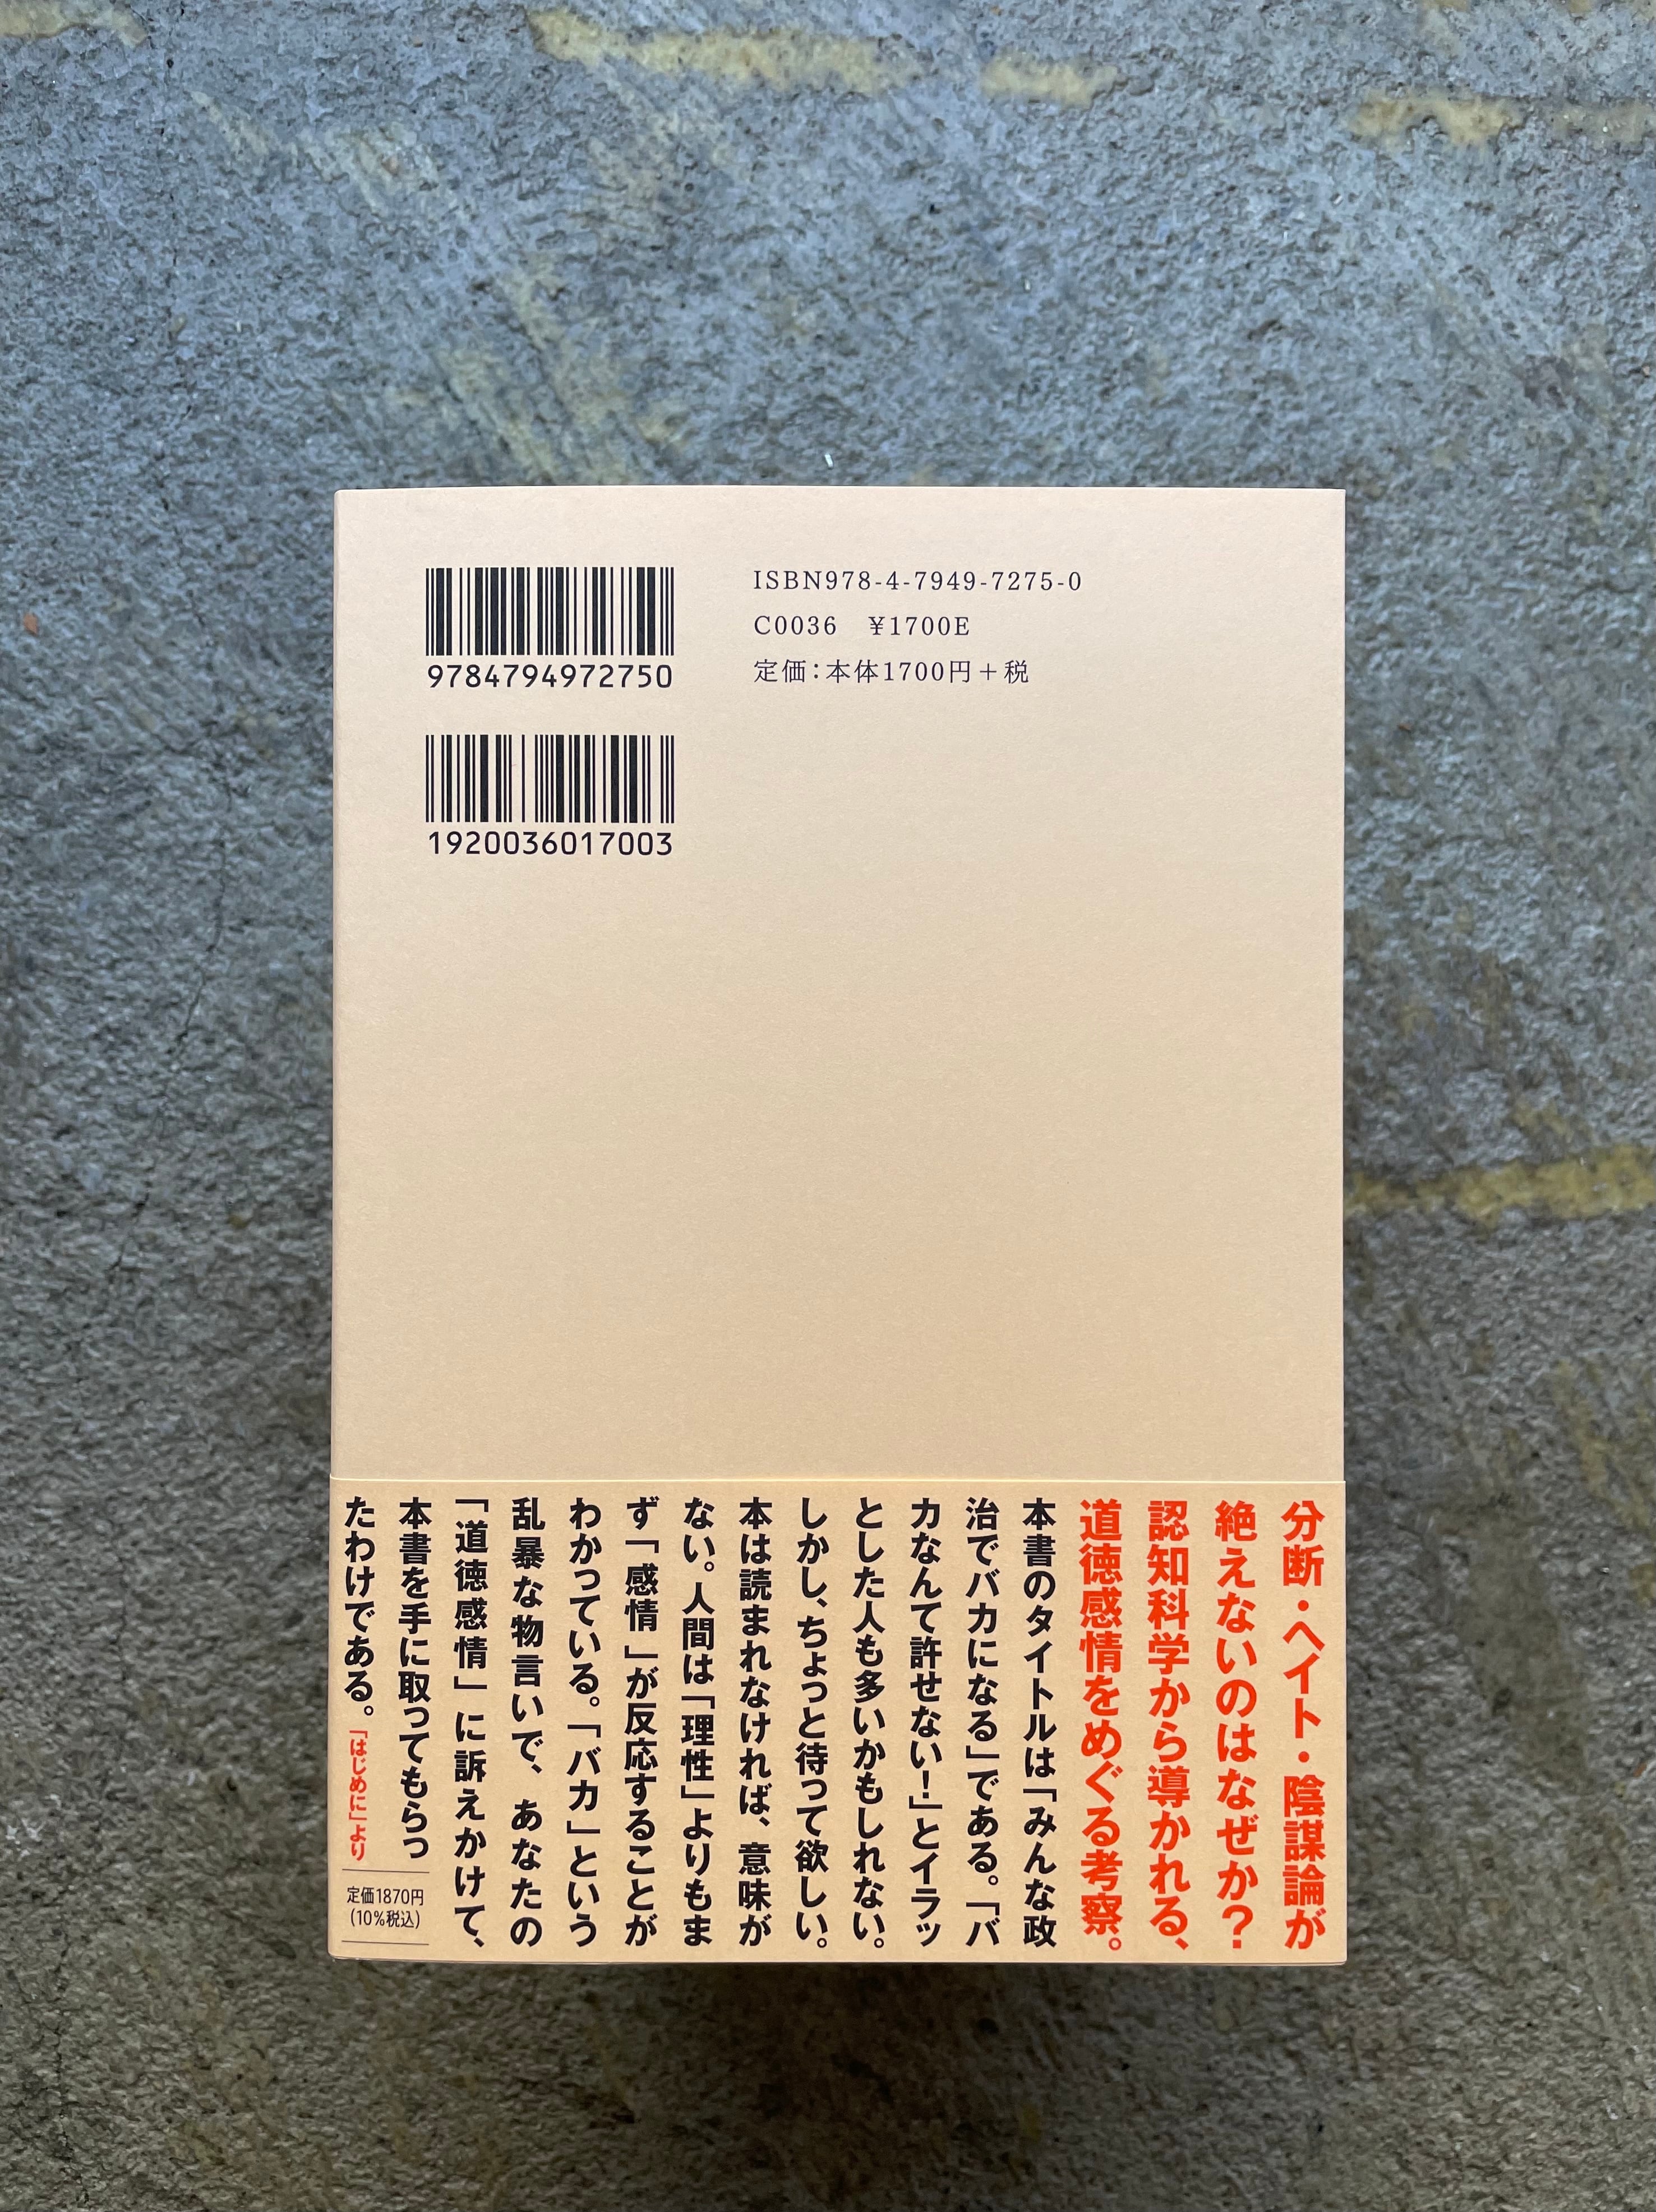 9784794972750
1920036017003
ISBN978-4-7949-7275-0
C0036 ¥1700E
定価：本体1700円＋税
分断・ヘイト・陰謀論が
絶えないのはなぜか？
認知科学から導かれる、
道徳感情をめぐる考察。
本書のタイトルは「みんな政
治でバカになる」である。「バ
カなんて許せない！」とイラッ
とした人も多いかもしれない。
しかし、ちょっと待って欲しい。
本は読まれなければ、意味が
ない。人間は「理性」よりもま
ず「感情」が反応することが
わかっている。「バカ」という
乱暴な物言いで、あなたの
「道徳感情」に訴えかけて、
本書を手に取ってもらっ
たわけである。「はじめに」より
定価1870円
(10%税込)